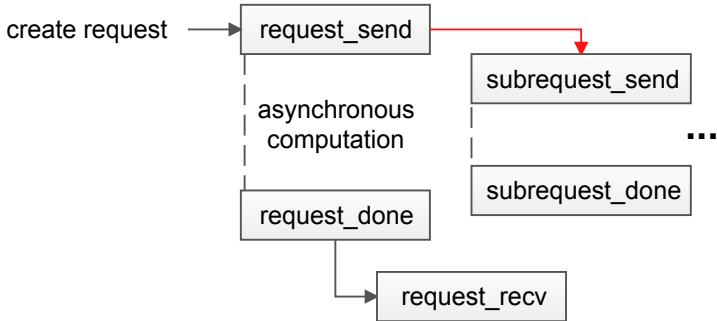 create request
request_send
subrequest_send
asynchronous
computation
...
subrequest_done
request_done
request_recv